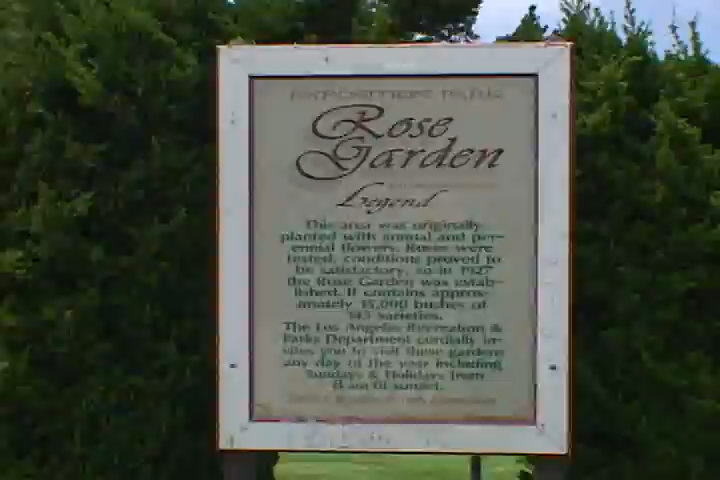 EXPOSITION PARK
Rose
Garden
Legend
This area was originally
planted with annual and per-
ennial flowers. Roses were
tested, conditions proved to
be satisfactory, so in 1927
the Rose Garden was estab-
lished. It contains approx-
imately 15,000 bushes of
145 varieties.
The Los Angeles Recreation &
Parks Department cordially in-
vites you to visit these gardens
any day of the year including
Sundays & Holidays from
8 am til sunset.